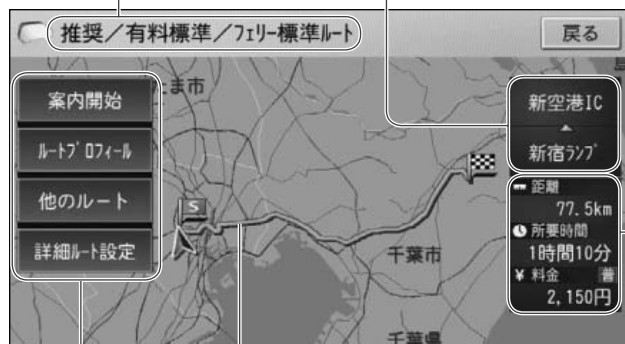 推奨／有料標準／フェリー標準ルート
戻る
案内開始
ルートプロフィール
他のルート
詳細ルート設定
ま市
S
千葉市
千葉県
新空港IC
新宿ランプ
距離
77.5km
所要時間
1時間10分
¥ 料金 普
2,150円